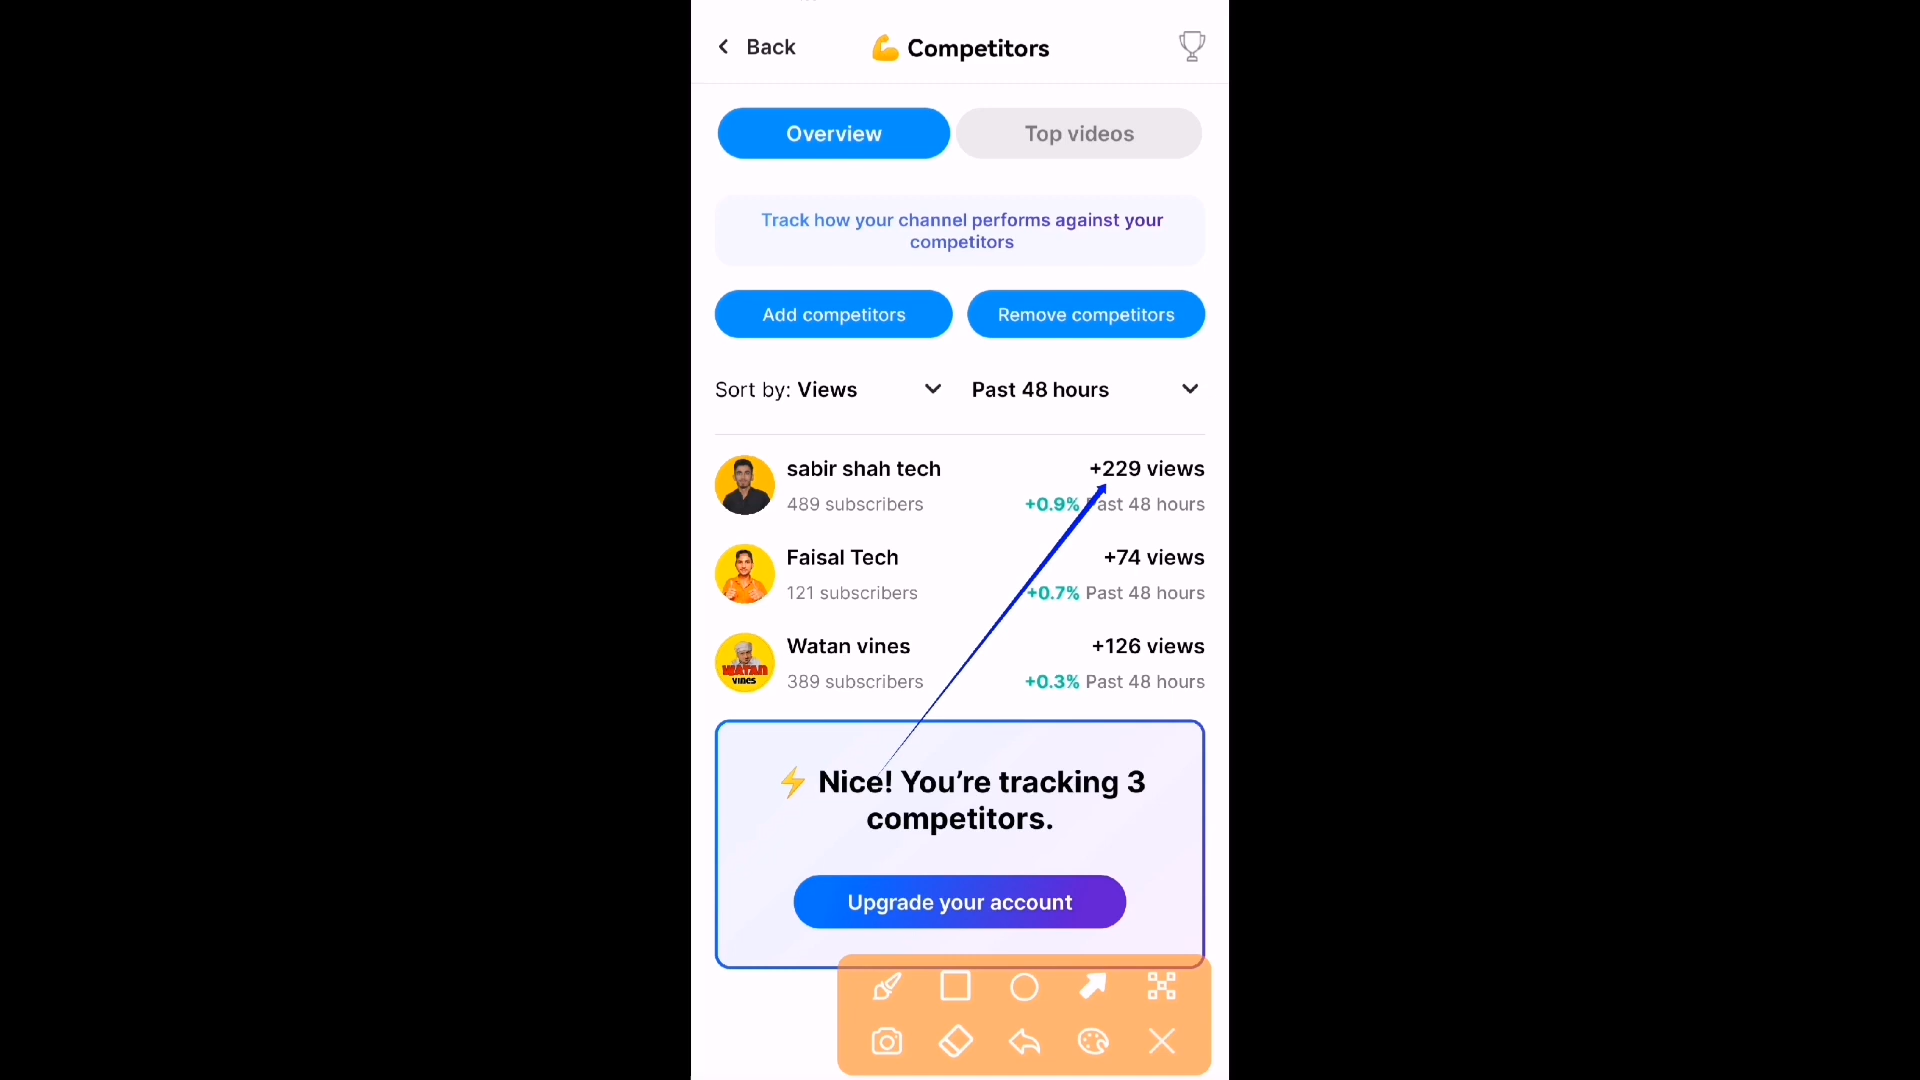 Back
💪 Competitors
Overview
Top videos
Track how your channel performs against your
competitors
Add competitors
Remove competitors
Sort by: Views
Past 48 hours
sabir shah tech
+229 views
489 subscribers
+0.9% Past 48 hours
Faisal Tech
+74 views
121 subscribers
+0.7% Past 48 hours
WATAN
VINES
Watan vines
+126 views
389 subscribers
+0.3% Past 48 hours
⚡ Nice! You’re tracking 3
competitors.
Upgrade your account